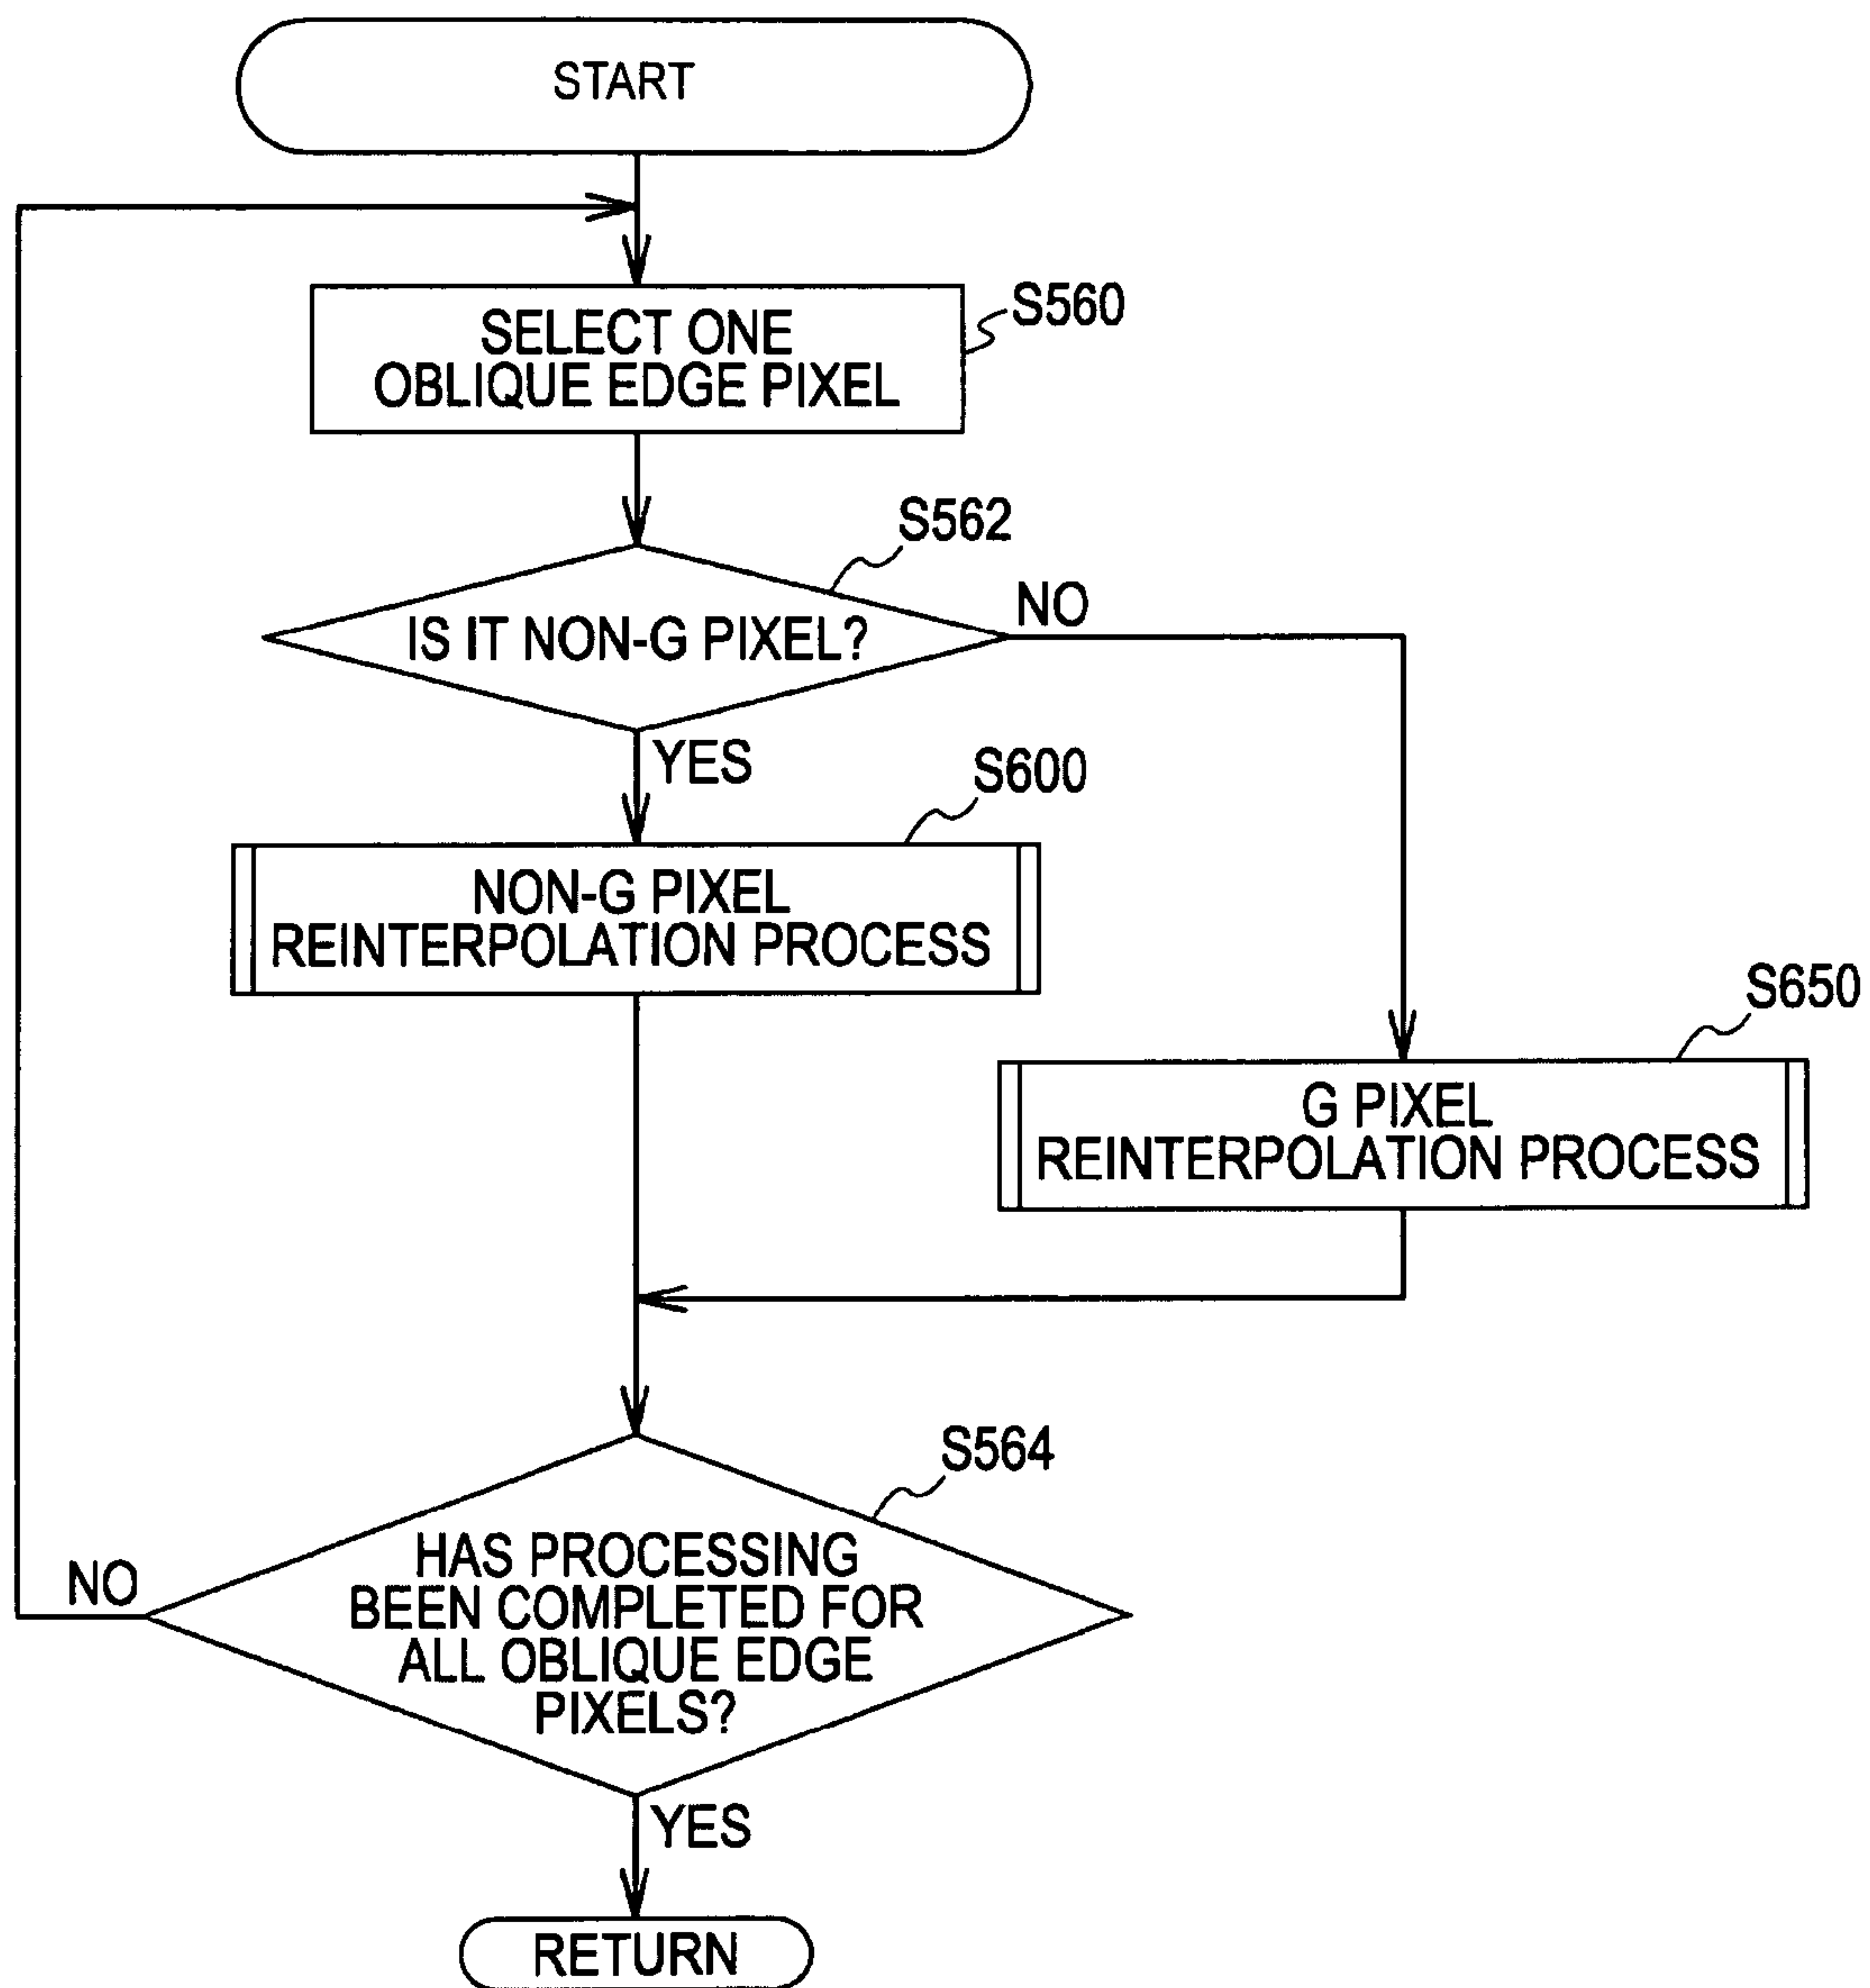 START
SELECT ONE
OBLIQUE EDGE PIXEL
S560
S562
IS IT NON-G PIXEL?
NO
YES
S600
NON-G PIXEL
REINTERPOLATION PROCESS
S650
G PIXEL
REINTERPOLATION PROCESS
S564
HAS PROCESSING
BEEN COMPLETED FOR
ALL OBLIQUE EDGE
PIXELS?
NO
YES
RETURN